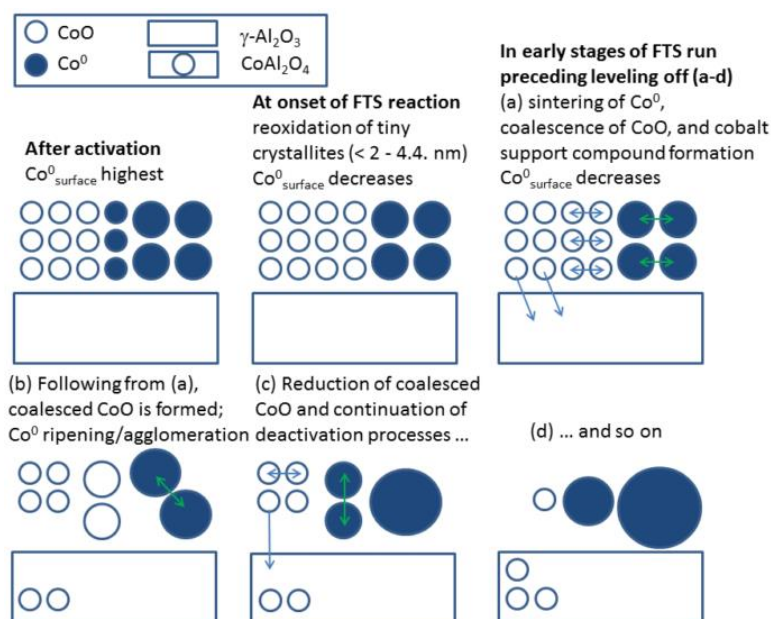 CoO
γ-Al2O3
Co0
CoAl2O4
After activation
Co0surface highest
At onset of FTS reaction
reoxidation of tiny
crystallites (< 2 - 4.4. nm)
Co0surface decreases
In early stages of FTS run
preceding leveling off (a-d)
(a) sintering of Co0,
coalescence of CoO, and cobalt
support compound formation
Co0surface decreases
(b) Following from (a),
coalesced CoO is formed;
Co0 ripening/agglomeration
(c) Reduction of coalesced
CoO and continuation of
deactivation processes ...
(d) ... and so on